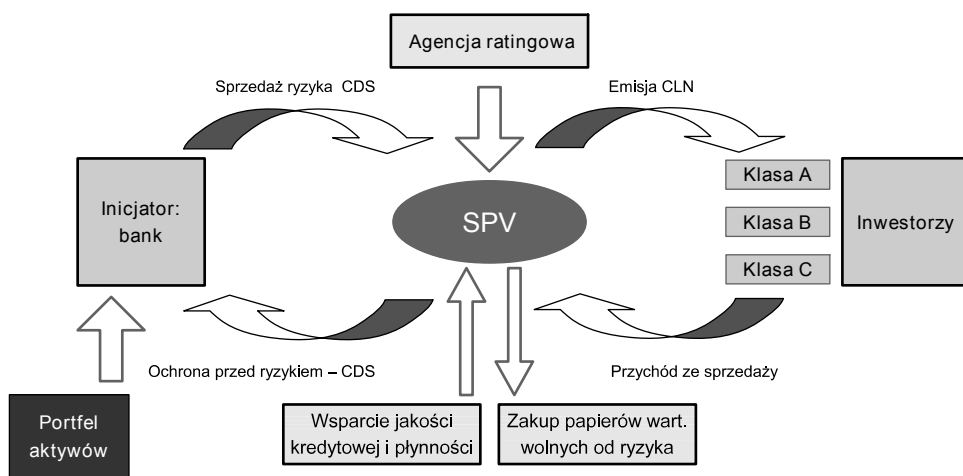 Agencja ratingowa
Sprzedaż ryzyka CDS
Emisja CLN
Inicjator:
bank
SPV
Klasa A
Klasa B
Klasa C
Inwestorzy
Ochrona przed ryzykiem – CDS
Przychód ze sprzedaży
Portfel
aktywów
Wsparcie jakości
kredytowej i płynności
Zakup papierów wart.
wolnych od ryzyka